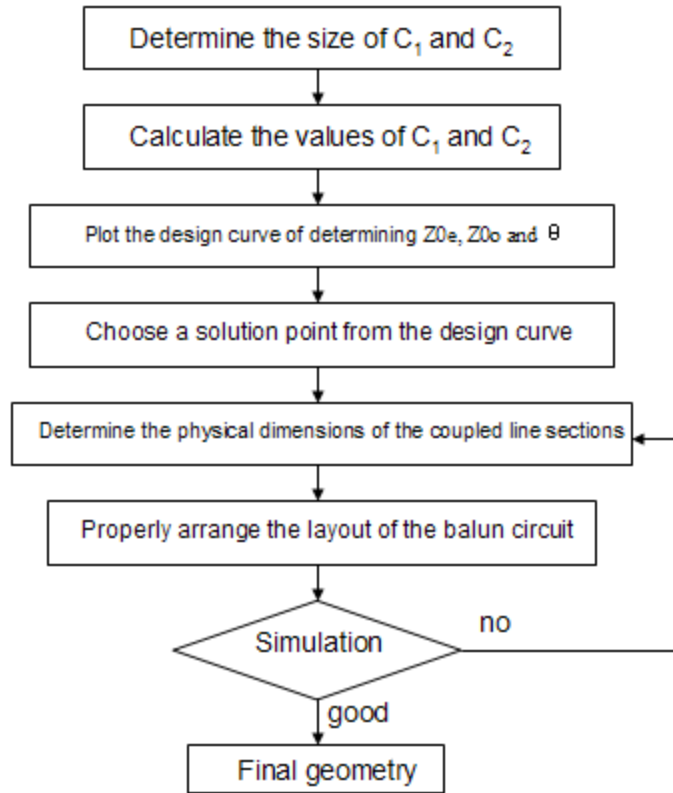 Determine the size of C₁ and C₂
Calculate the values of C₁ and C₂
Plot the design curve of determining Z0e, Z0o and θ
Choose a solution point from the design curve
Determine the physical dimensions of the coupled line sections
Properly arrange the layout of the balun circuit
Simulation
no
good
Final geometry